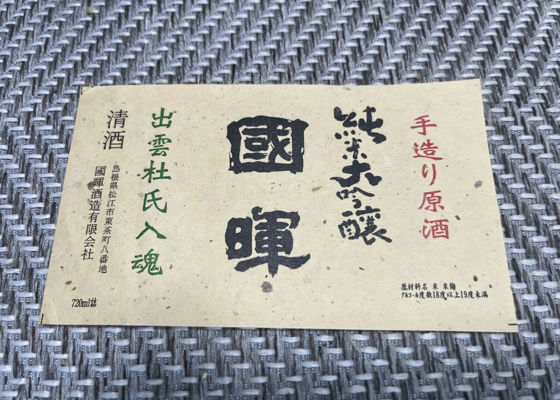 手造り原酒
純米大吟醸
國暉
出雲杜氏入魂
清酒
島根県松江市東茶町八番地
國暉酒造有限会社
原材料名 米 米麹
アルコール度数18度以上19度未満
720ml詰